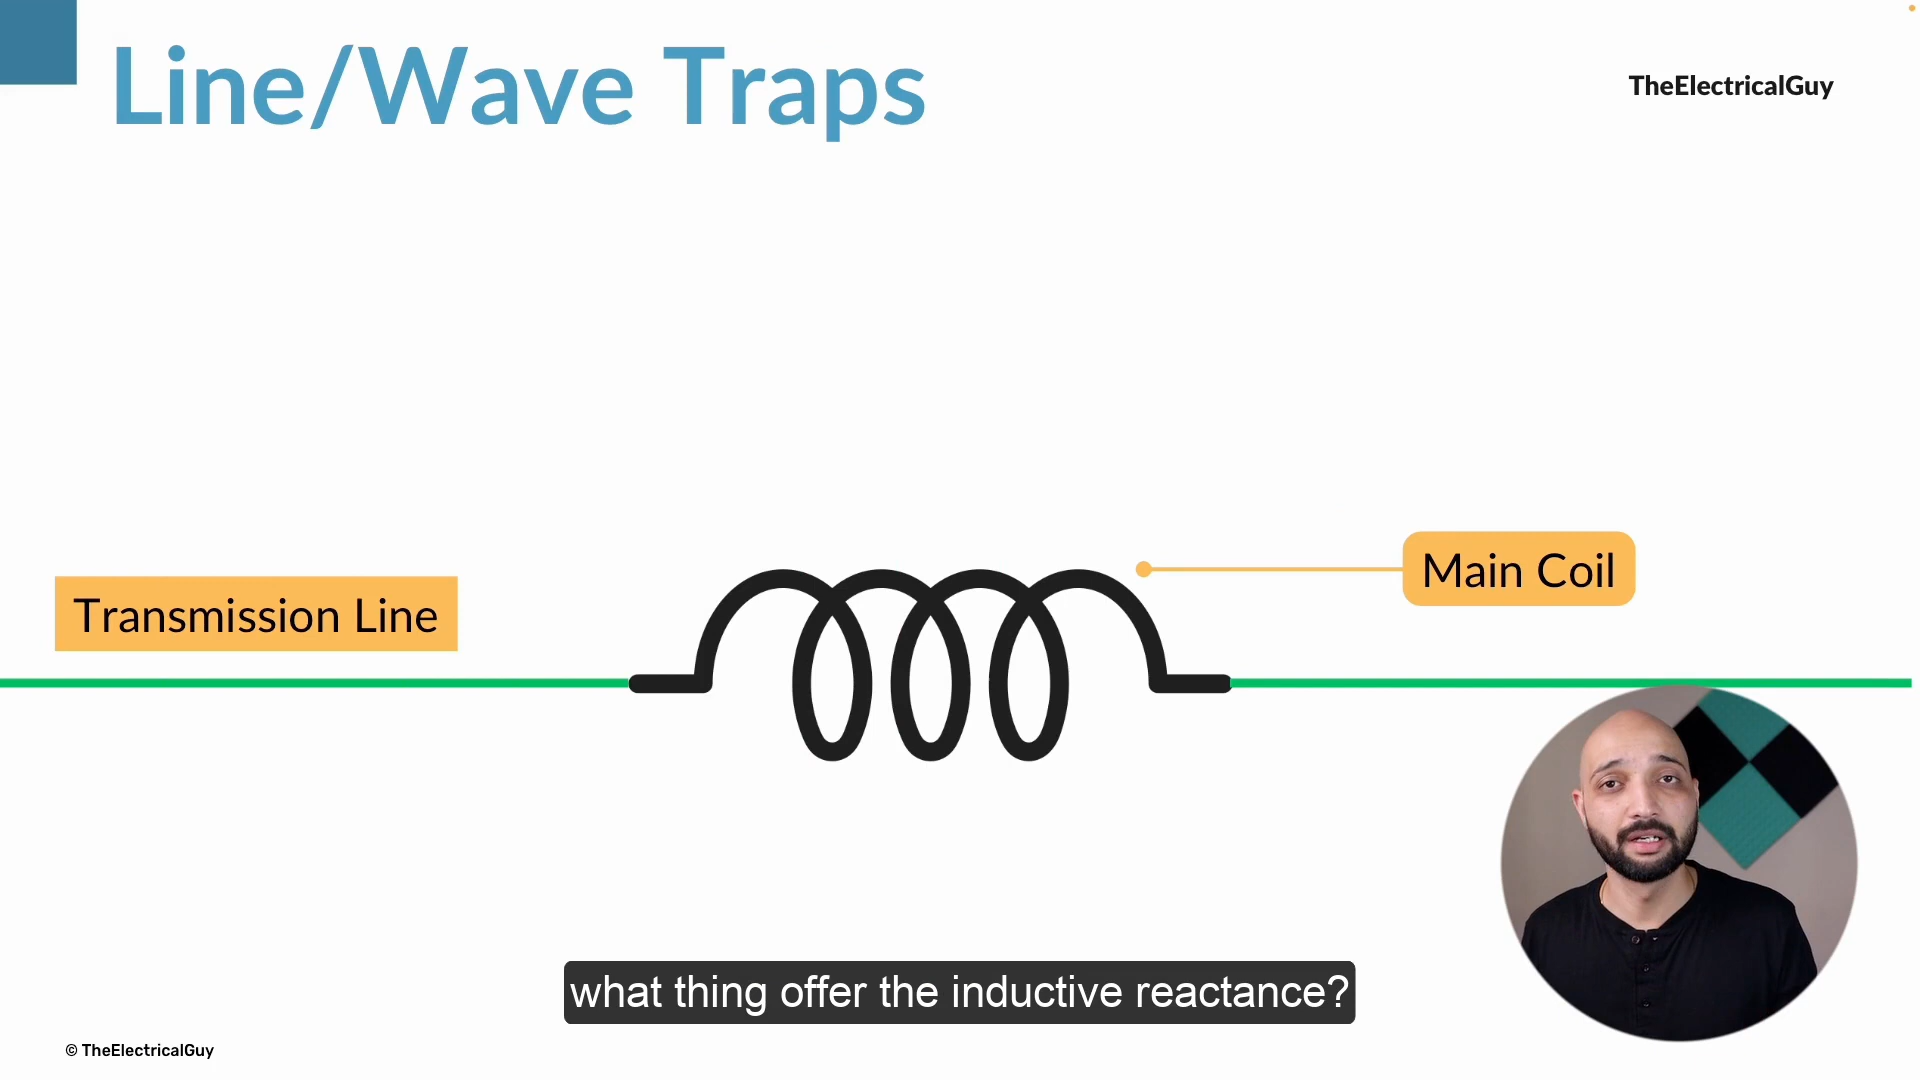 Line/Wave Traps
TheElectricalGuy
Main Coil
Transmission Line
what thing offer the inductive reactance?
© TheElectricalGuy